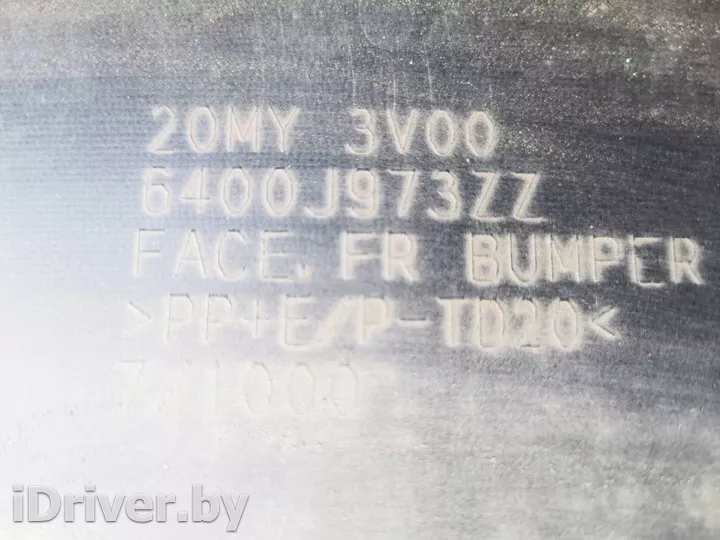 20MY 3V00
6400J973ZZ
FACE, FR BUMPER
>PP+E/P-TD20<
iDriver.by